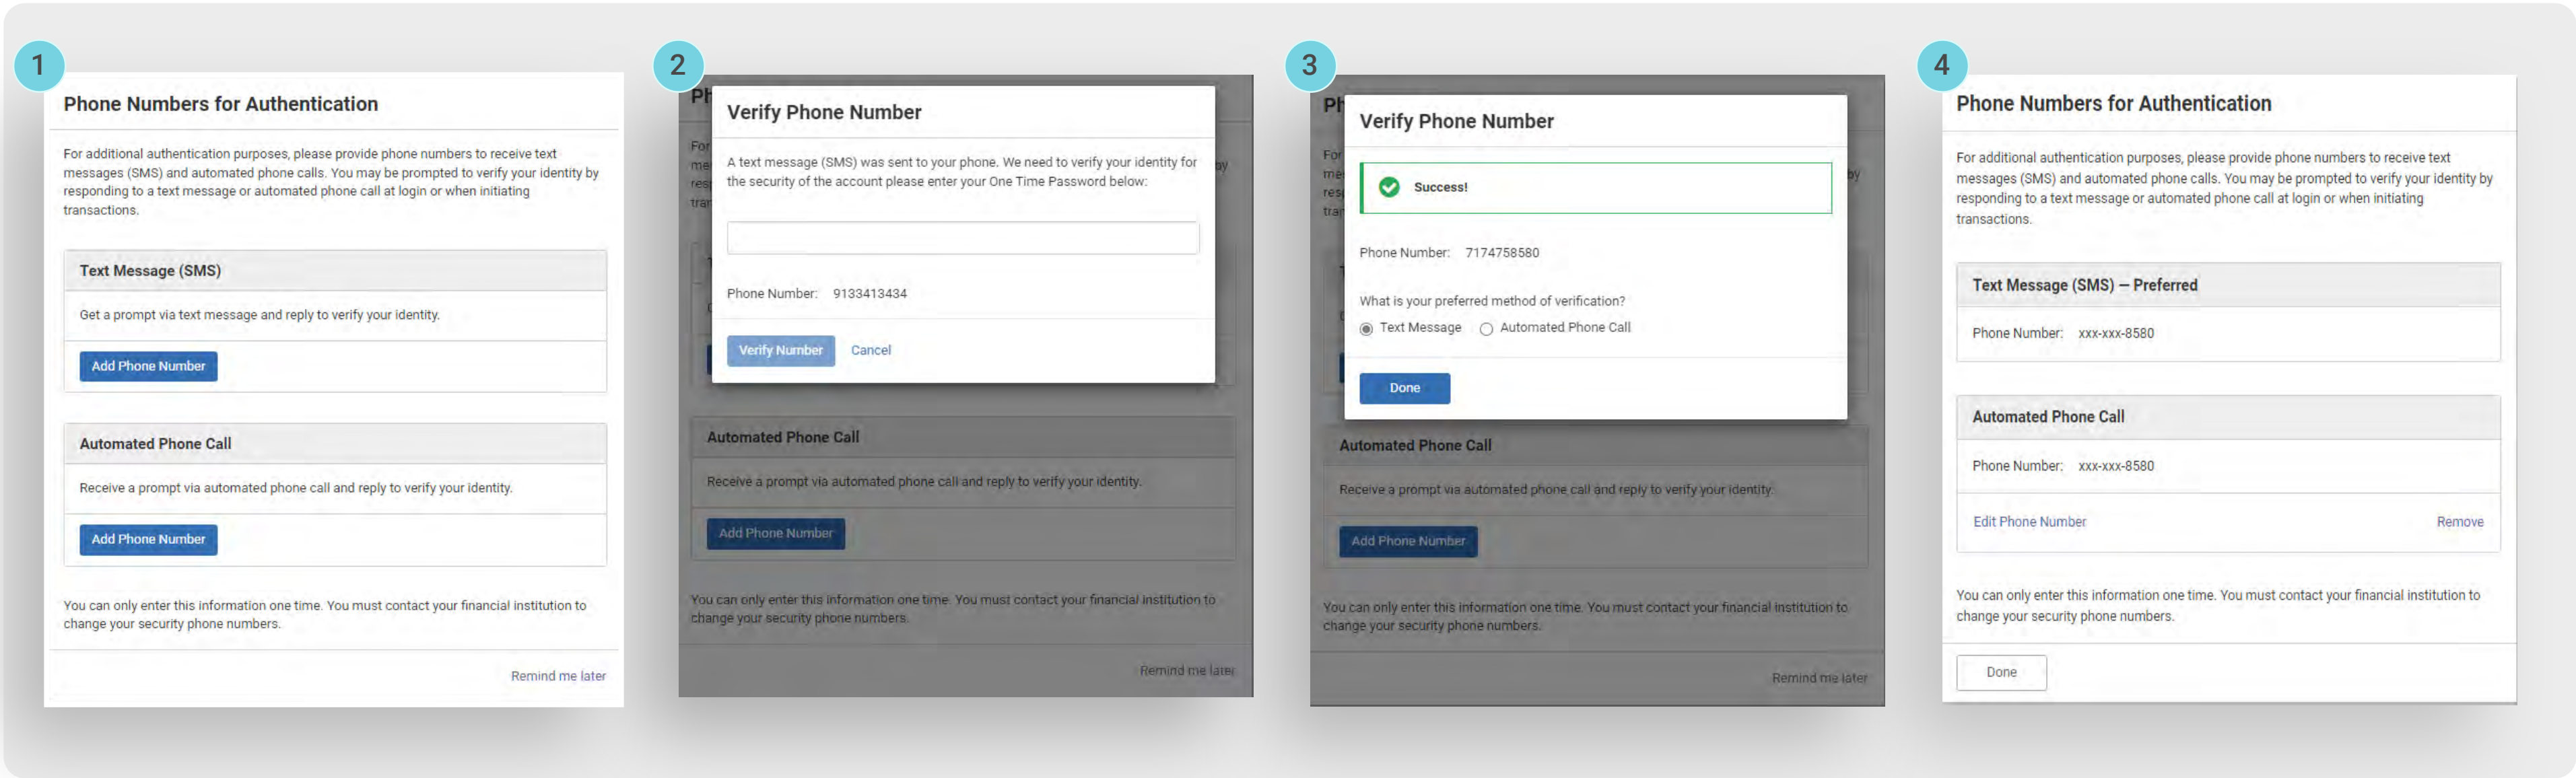 1
Phone Numbers for Authentication
For additional authentication purposes, please provide phone numbers to receive text
messages (SMS) and automated phone calls. You may be prompted to verify your identity by
responding to a text message or automated phone call at login or when initiating
transactions.
Text Message (SMS)
Get a prompt via text message and reply to verify your identity.
Add Phone Number
Automated Phone Call
Receive a prompt via automated phone call and reply to verify your identity.
Add Phone Number
You can only enter this information one time. You must contact your financial institution to
change your security phone numbers.
Remind me later
2
Verify Phone Number
A text message (SMS) was sent to your phone. We need to verify your identity for
the security of the account please enter your One Time Password below:
Phone Number: 9133413434
Verify Number Cancel
Automated Phone Call
Receive a prompt via automated phone call and reply to verify your identity.
Add Phone Number
You can only enter this information one time. You must contact your financial institution to
change your security phone numbers.
Remind me later
3
Verify Phone Number
Success!
Phone Number: 7174758580
What is your preferred method of verification?
Text Message Automated Phone Call
Done
Automated Phone Call
Receive a prompt via automated phone call and reply to verify your identity.
Add Phone Number
You can only enter this information one time. You must contact your financial institution to
change your security phone numbers.
Remind me later
4
Phone Numbers for Authentication
For additional authentication purposes, please provide phone numbers to receive text
messages (SMS) and automated phone calls. You may be prompted to verify your identity by
responding to a text message or automated phone call at login or when initiating
transactions.
Text Message (SMS) – Preferred
Phone Number: xxx-xxx-8580
Automated Phone Call
Phone Number: xxx-xxx-8580
Edit Phone Number Remove
You can only enter this information one time. You must contact your financial institution to
change your security phone numbers.
Done